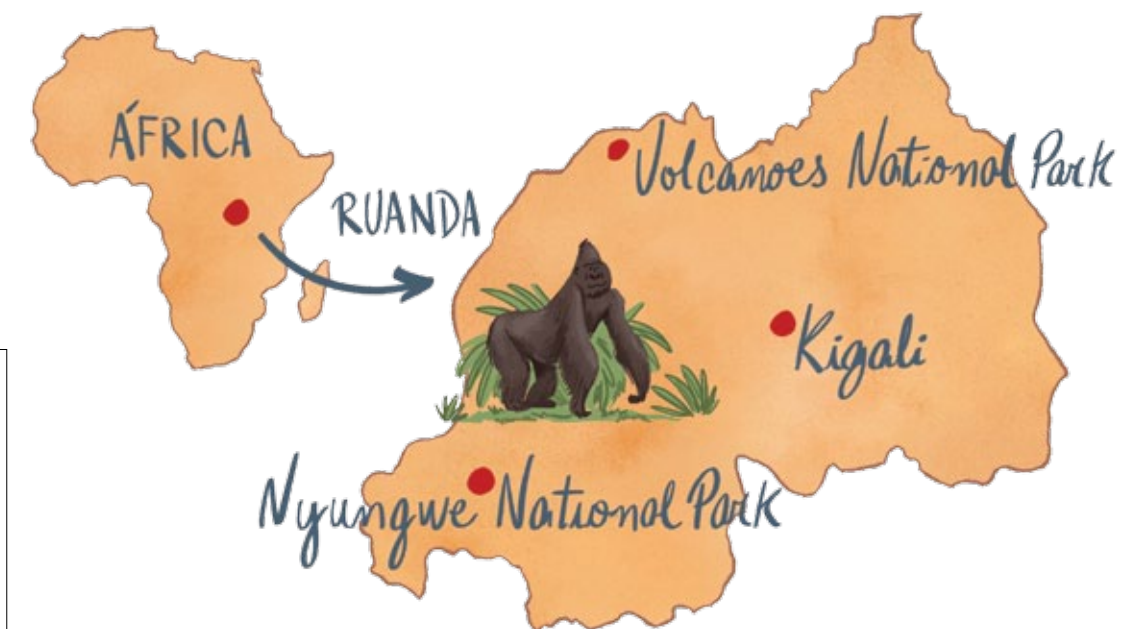 ÁFRICA
RUANDA
Volcanoes National Park
Kigali
Nyungwe National Park